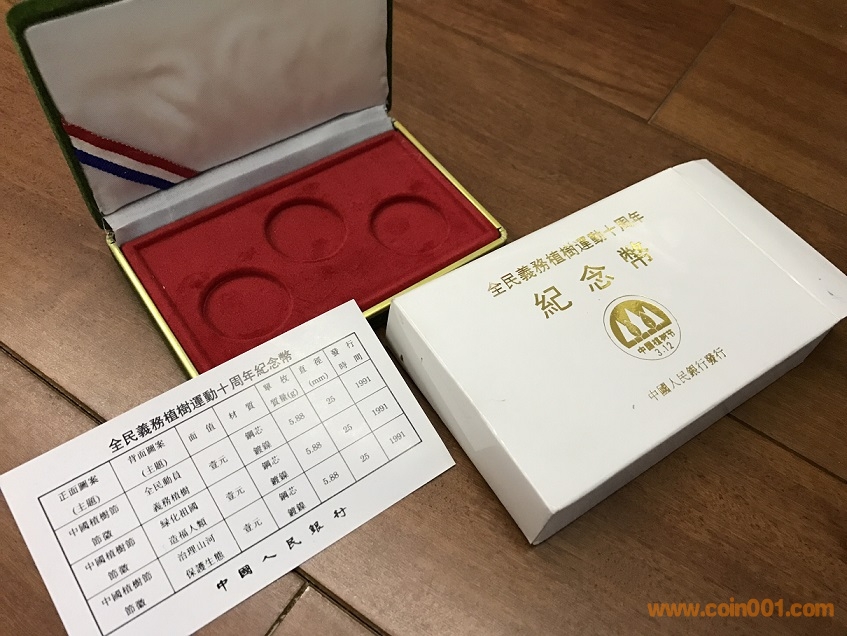 全民義務植樹運動十周年
紀念幣
中國植樹节
3.12
中國人民銀行發行
全民義務植樹運動十周年紀念幣
正面圖案(主題) 背面圖案(主題) 面值 材質 單枚質量(g) 直徑(mm) 發行時間
中國植樹節節徽 全民動員義務植樹 壹元 鋼芯鍍鎳 5.88 25 1991
中國植樹節節徽 綠化祖國造福人類 壹元 鋼芯鍍鎳 5.88 25 1991
中國植樹節節徽 治理山河保護生態 壹元 鋼芯鍍鎳 5.88 25 1991
中國人民銀行
www.coin001.com